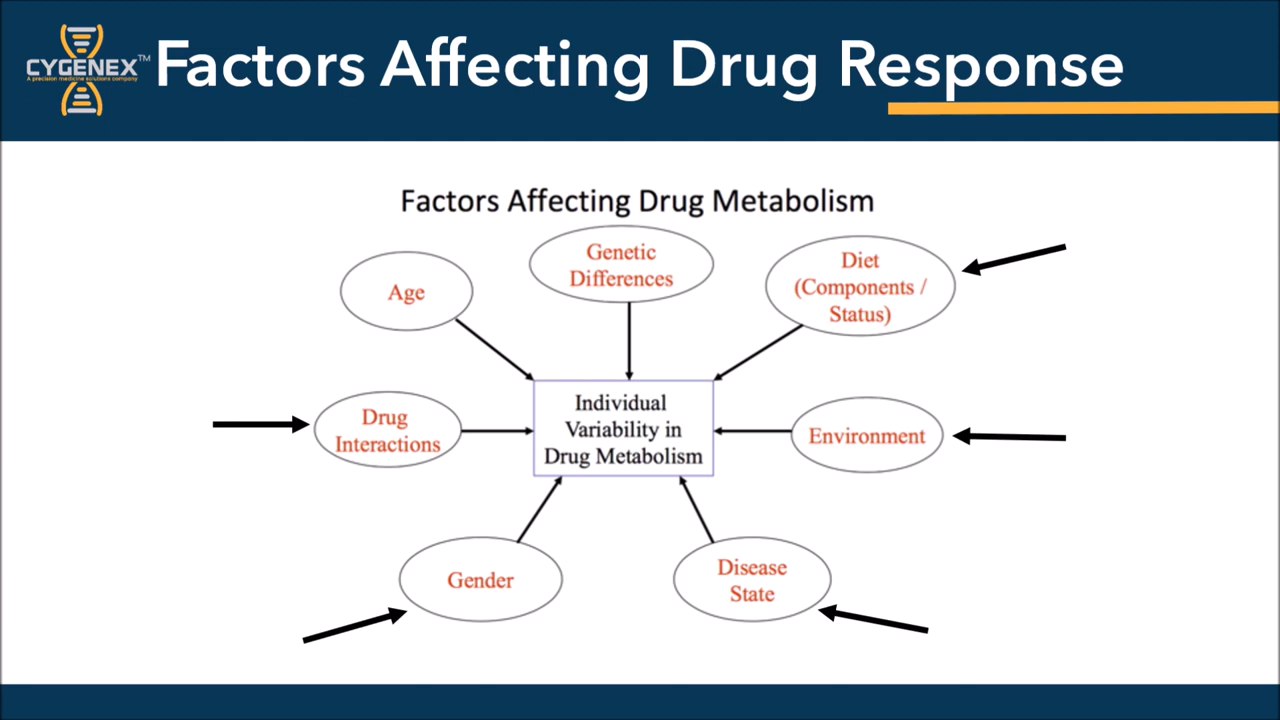 CYGENEX™
A precision medicine solutions company
Factors Affecting Drug Response
Factors Affecting Drug Metabolism
Age
Genetic
Differences
Diet
(Components /
Status)
Drug
Interactions
Individual
Variability in
Drug Metabolism
Environment
Gender
Disease
State